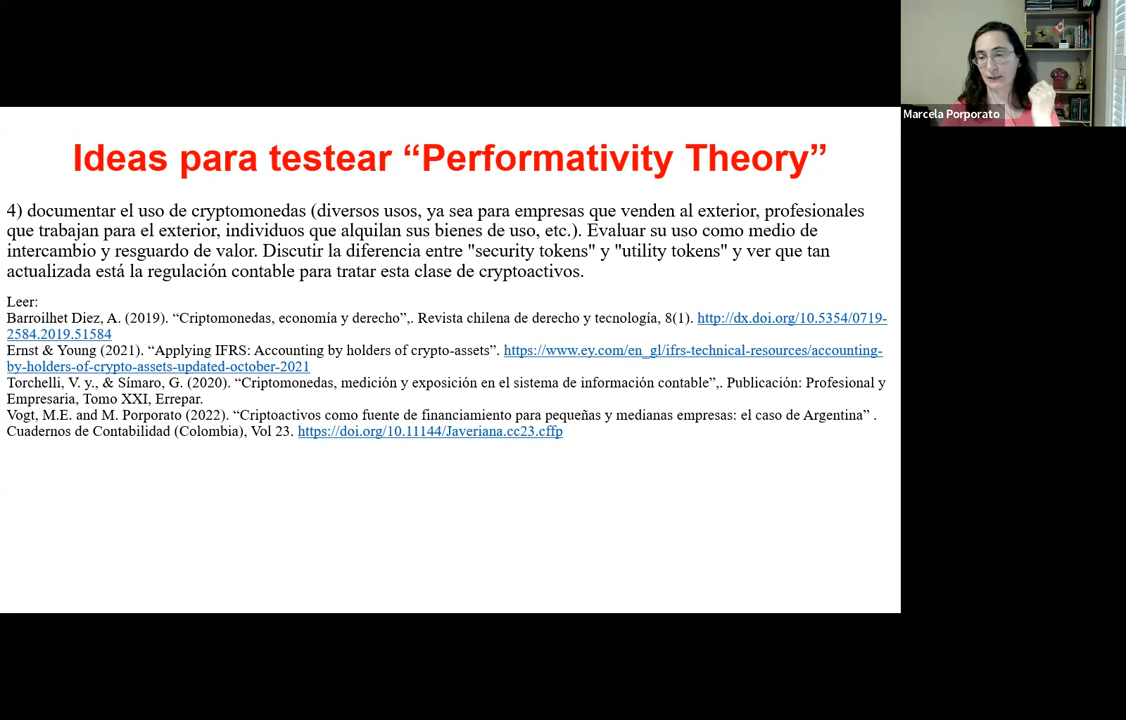 Marcela Porporato
Ideas para testear “Performativity Theory”
4) documentar el uso de cryptomonedas (diversos usos, ya sea para empresas que venden al exterior, profesionales
que trabajan para el exterior, individuos que alquilan sus bienes de uso, etc.). Evaluar su uso como medio de
intercambio y resguardo de valor. Discutir la diferencia entre "security tokens" y "utility tokens" y ver que tan
actualizada está la regulación contable para tratar esta clase de cryptoactivos.
Leer:
Barroilhet Diez, A. (2019). “Criptomonedas, economía y derecho”,. Revista chilena de derecho y tecnología, 8(1). http://dx.doi.org/10.5354/0719-
2584.2019.51584
Ernst & Young (2021). “Applying IFRS: Accounting by holders of crypto-assets”. https://www.ey.com/en_gl/ifrs-technical-resources/accounting-
by-holders-of-crypto-assets-updated-october-2021
Torchelli, V. y., & Símaro, G. (2020). “Criptomonedas, medición y exposición en el sistema de información contable”,. Publicación: Profesional y
Empresaria, Tomo XXI, Errepar.
Vogt, M.E. and M. Porporato (2022). “Criptoactivos como fuente de financiamiento para pequeñas y medianas empresas: el caso de Argentina” .
Cuadernos de Contabilidad (Colombia), Vol 23. https://doi.org/10.11144/Javeriana.cc23.cffp